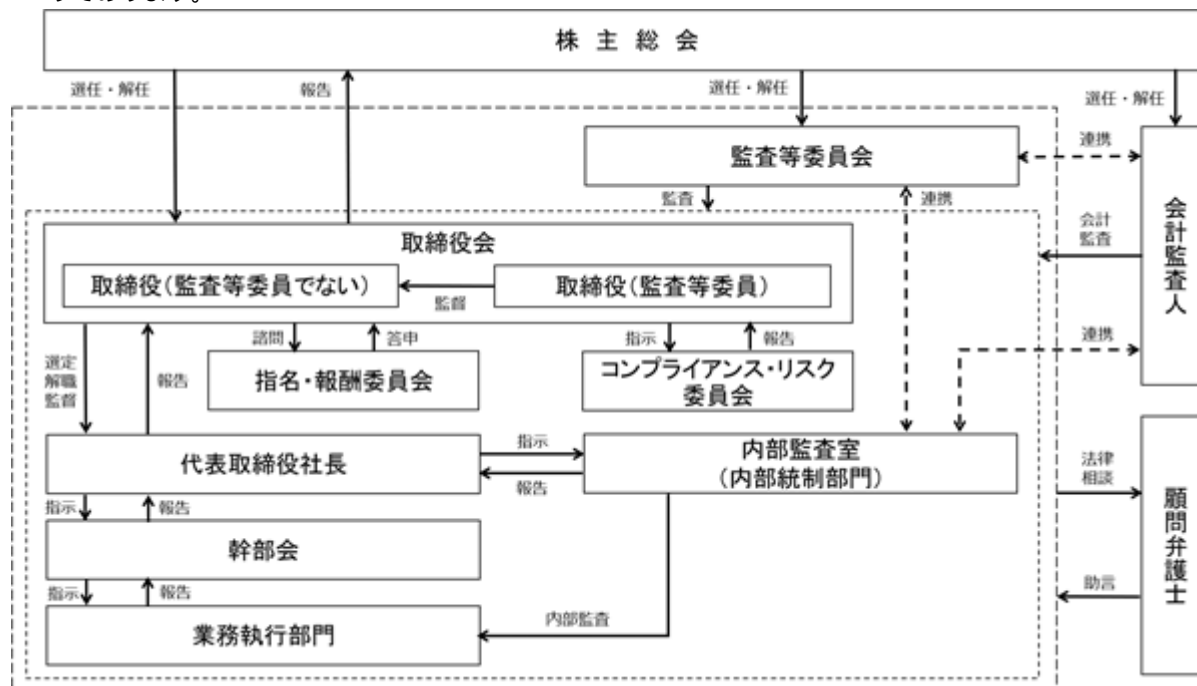 株主総会
選任・解任
報告
選任・解任
選任・解任
監査等委員会
連携
監査
連携
会計
監査
会計監査人
取締役会
取締役（監査等委員でない）
監督
取締役（監査等委員）
諮問
答申
指示
報告
連携
選定
解職
監督
報告
指名・報酬委員会
コンプライアンス・リスク
委員会
代表取締役社長
指示
報告
内部監査室
（内部統制部門）
法律
相談
顧問弁護士
指示
報告
幹部会
助言
指示
報告
内部監査
業務執行部門